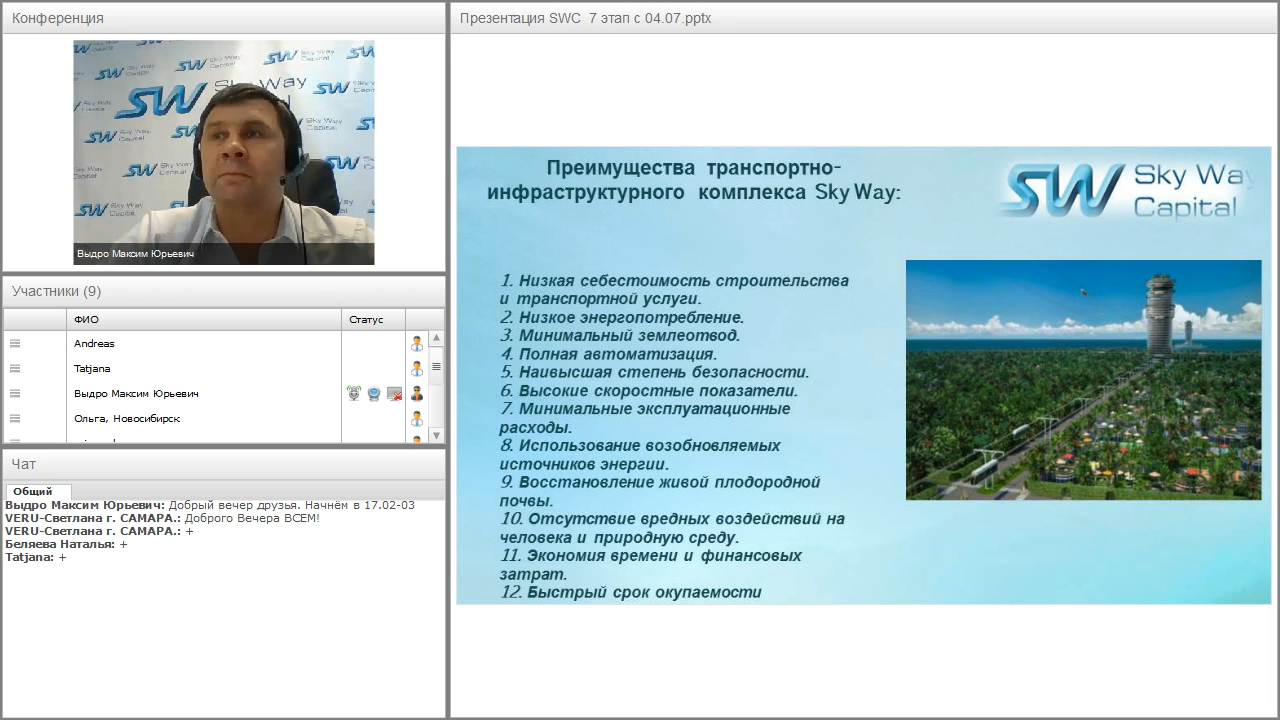 Конференция
Sky Way
Capital
Выдро Максим Юрьевич
Участники (9)
ФИО
Статус
Andreas
Tatjana
Выдро Максим Юрьевич
Ольга, Новосибирск
Чат
Общий
Выдро Максим Юрьевич: Добрый вечер друзья. Начнём в 17.02-03
VERU-Светлана г. САМАРА.: Доброго Вечера ВСЕМ!
VERU-Светлана г. САМАРА.: +
Беляева Наталья: +
Tatjana: +
Презентация SWC 7 этап с 04.07.pptx
Преимущества транспортно-
инфраструктурного комплекса Sky Way:
SW Sky Way
Capital
1. Низкая себестоимость строительства
и транспортной услуги.
2. Низкое энергопотребление.
3. Минимальный землеотвод.
4. Полная автоматизация.
5. Наивысшая степень безопасности.
6. Высокие скоростные показатели.
7. Минимальные эксплуатационные
расходы.
8. Использование возобновляемых
источников энергии.
9. Восстановление живой плодородной
почвы.
10. Отсутствие вредных воздействий на
человека и природную среду.
11. Экономия времени и финансовых
затрат.
12. Быстрый срок окупаемости